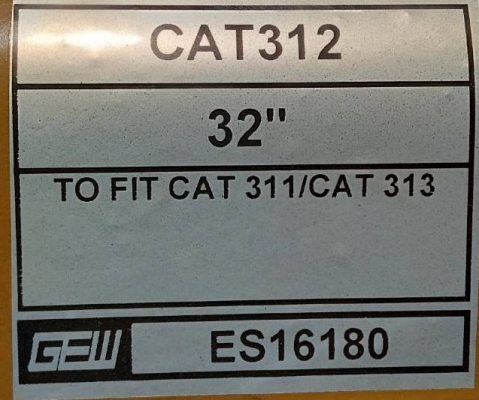 CAT312
32"
TO FIT CAT 311/CAT 313
GEW ES16180